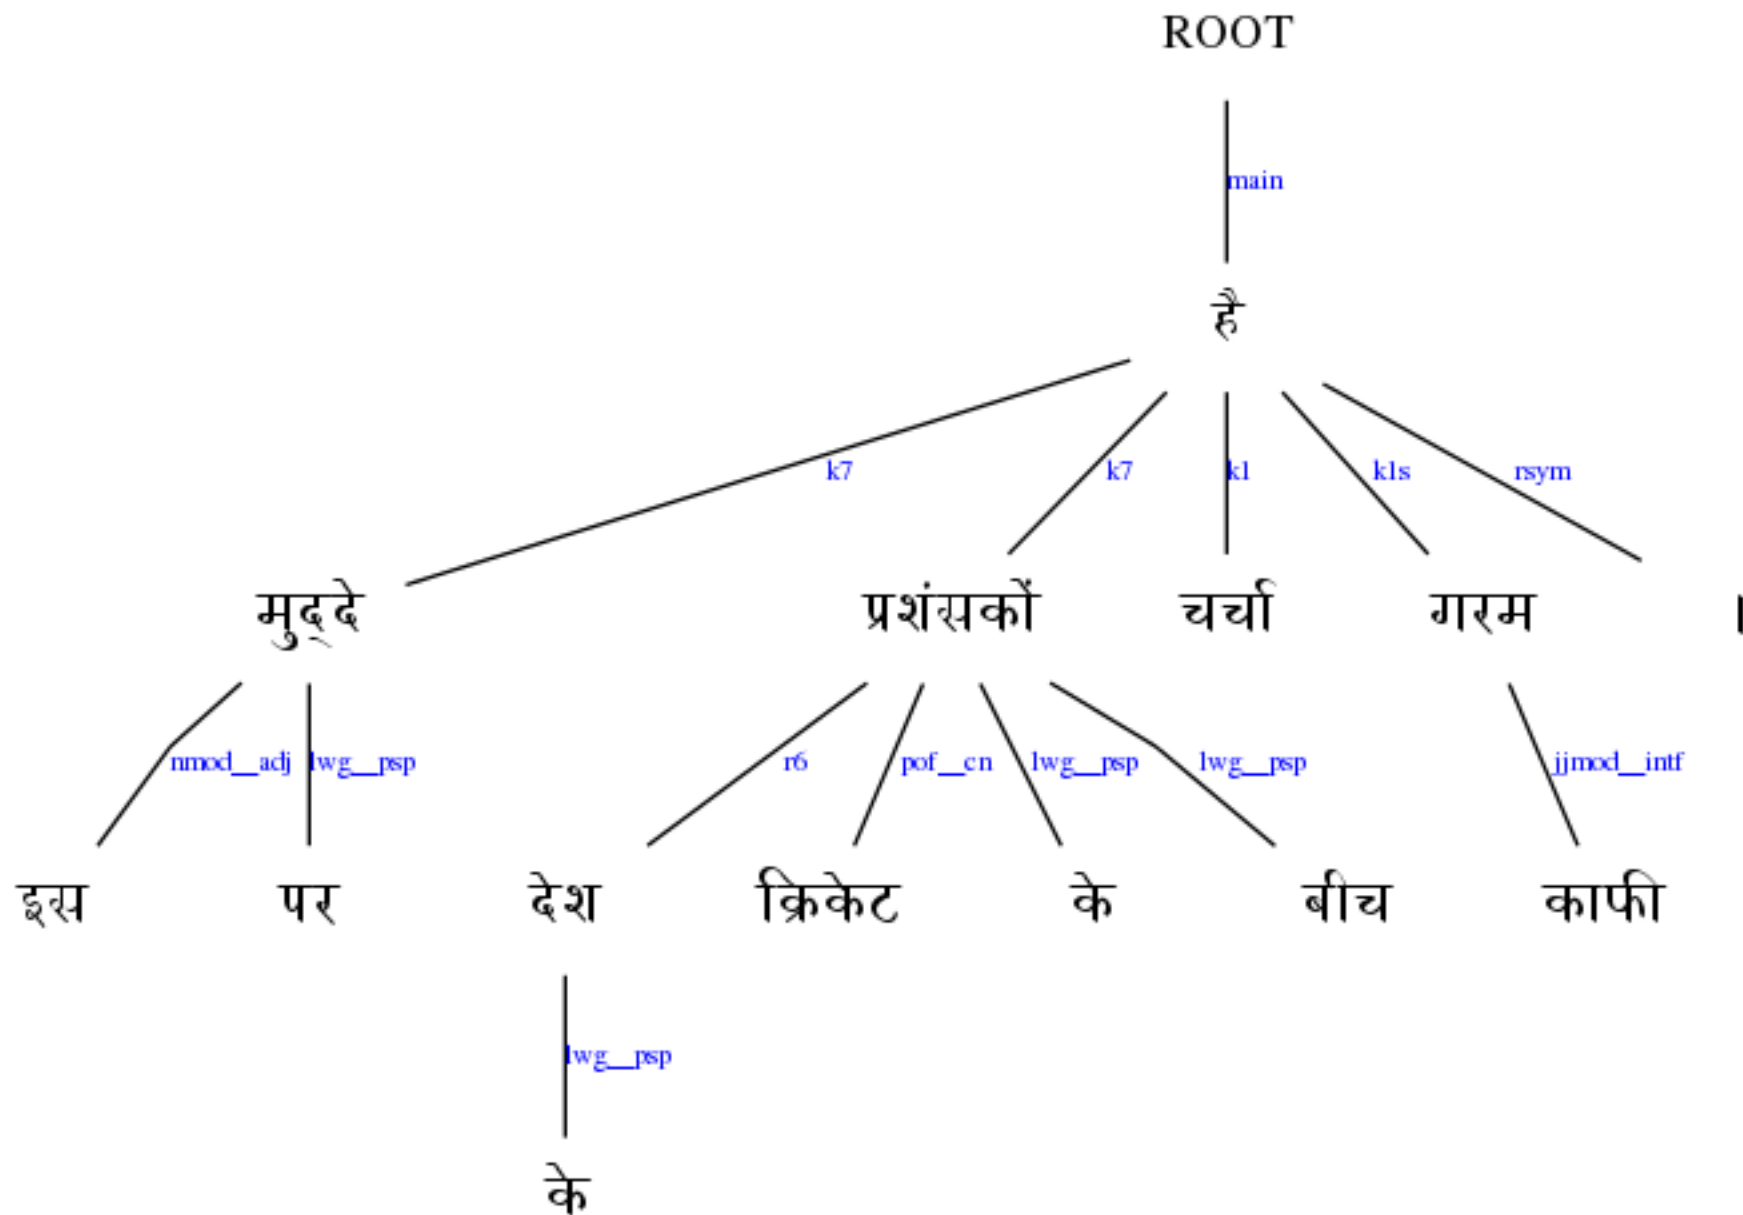 ROOT
main
है
k7 k7 k1 k1s rsym
मुद्दे प्रशंसकों चर्चा गरम ।
nmod__adj lwg__psp r6 pof__cn lwg__psp lwg__psp jjmod__intf
इस पर देश क्रिकेट के बीच काफी
lwg__psp
के